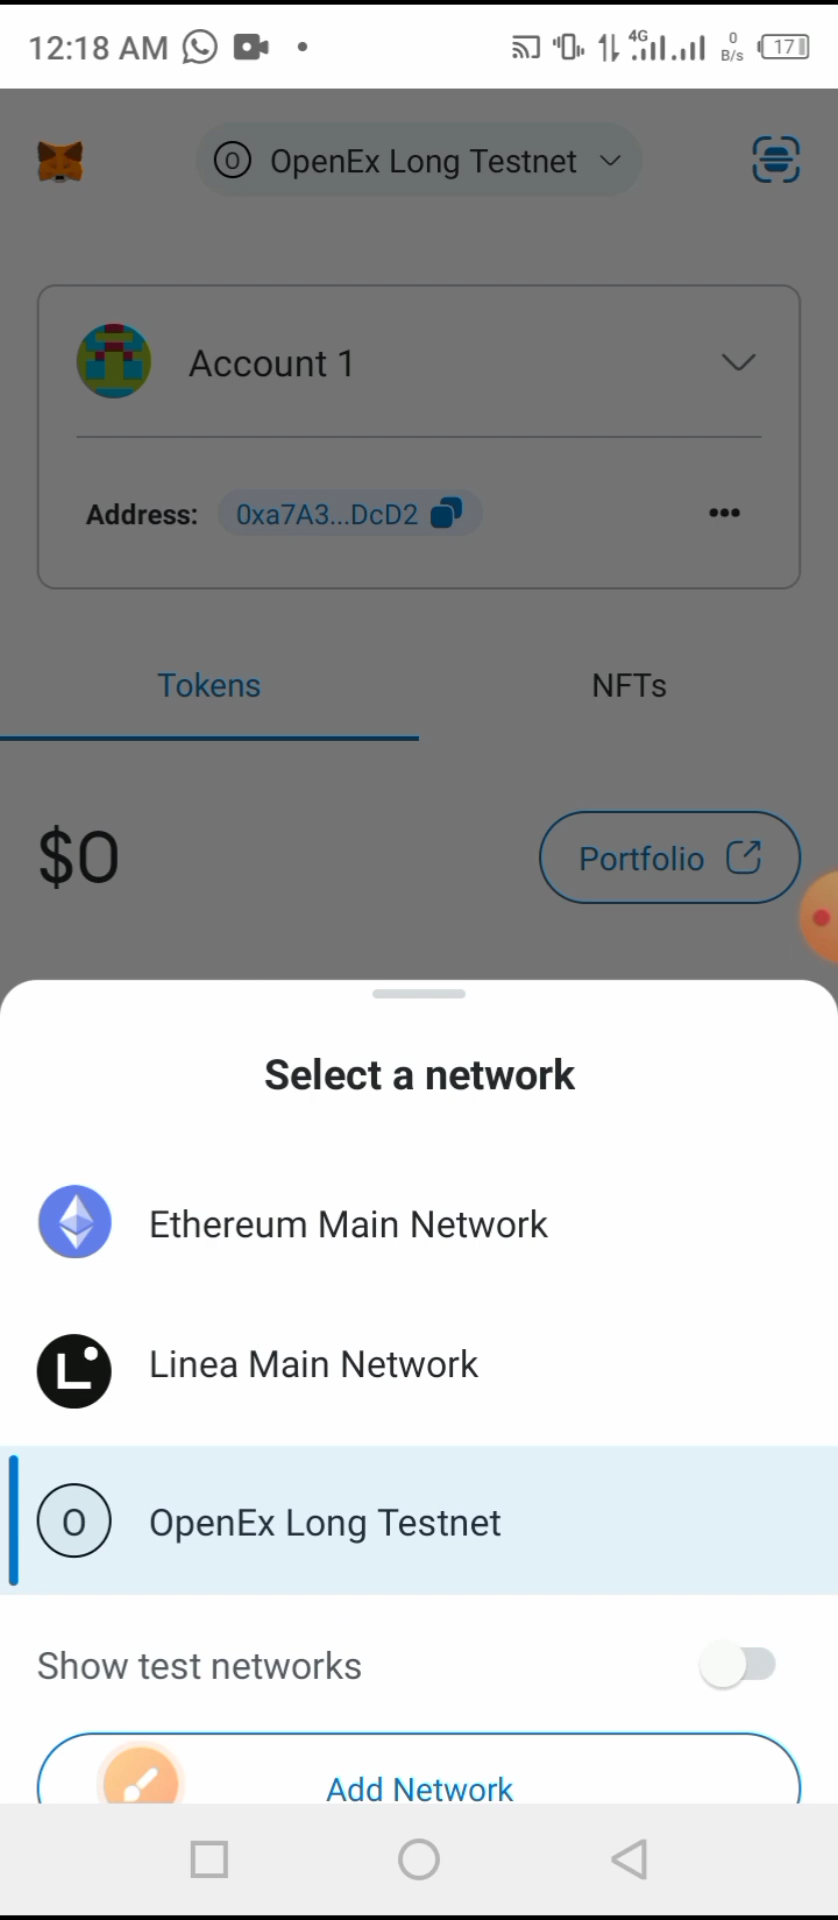 12:18 AM
4G
0
B/s
17
O OpenEx Long Testnet
Account 1
Address: 0xa7A3...DcD2
Tokens NFTs
$0
Portfolio
Select a network
Ethereum Main Network
L Linea Main Network
O OpenEx Long Testnet
Show test networks
Add Network